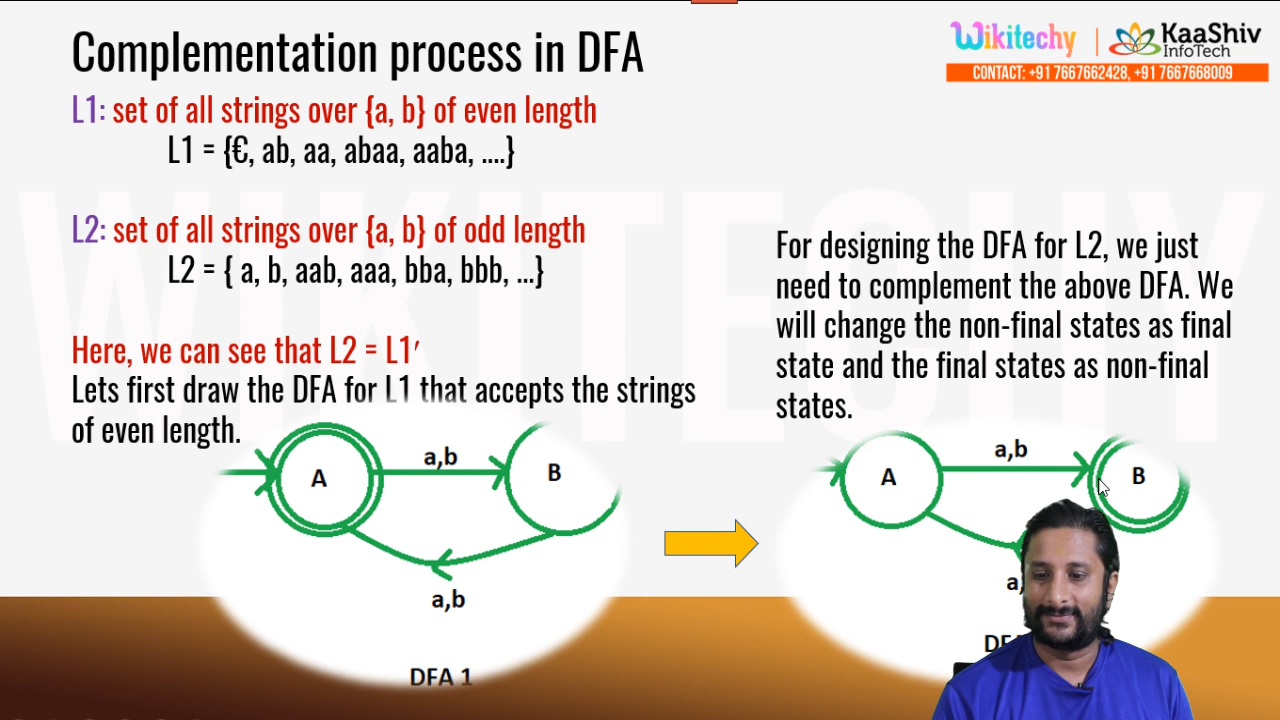 Complementation process in DFA
Wikitechy | KaaShiv
InfoTech
CONTACT: +91 7667662428, +91 7667668009
L1: set of all strings over {a, b} of even length
L1 = {€, ab, aa, abaa, aaba, ....}
L2: set of all strings over {a, b} of odd length
L2 = { a, b, aab, aaa, bba, bbb, ...}
Here, we can see that L2 = L1′
Lets first draw the DFA for L1 that accepts the strings
of even length.
For designing the DFA for L2, we just
need to complement the above DFA. We
will change the non-final states as final
state and the final states as non-final
states.
A
a,b
B
a,b
DFA 1
A
a,b
B
a,
WIKITECHY